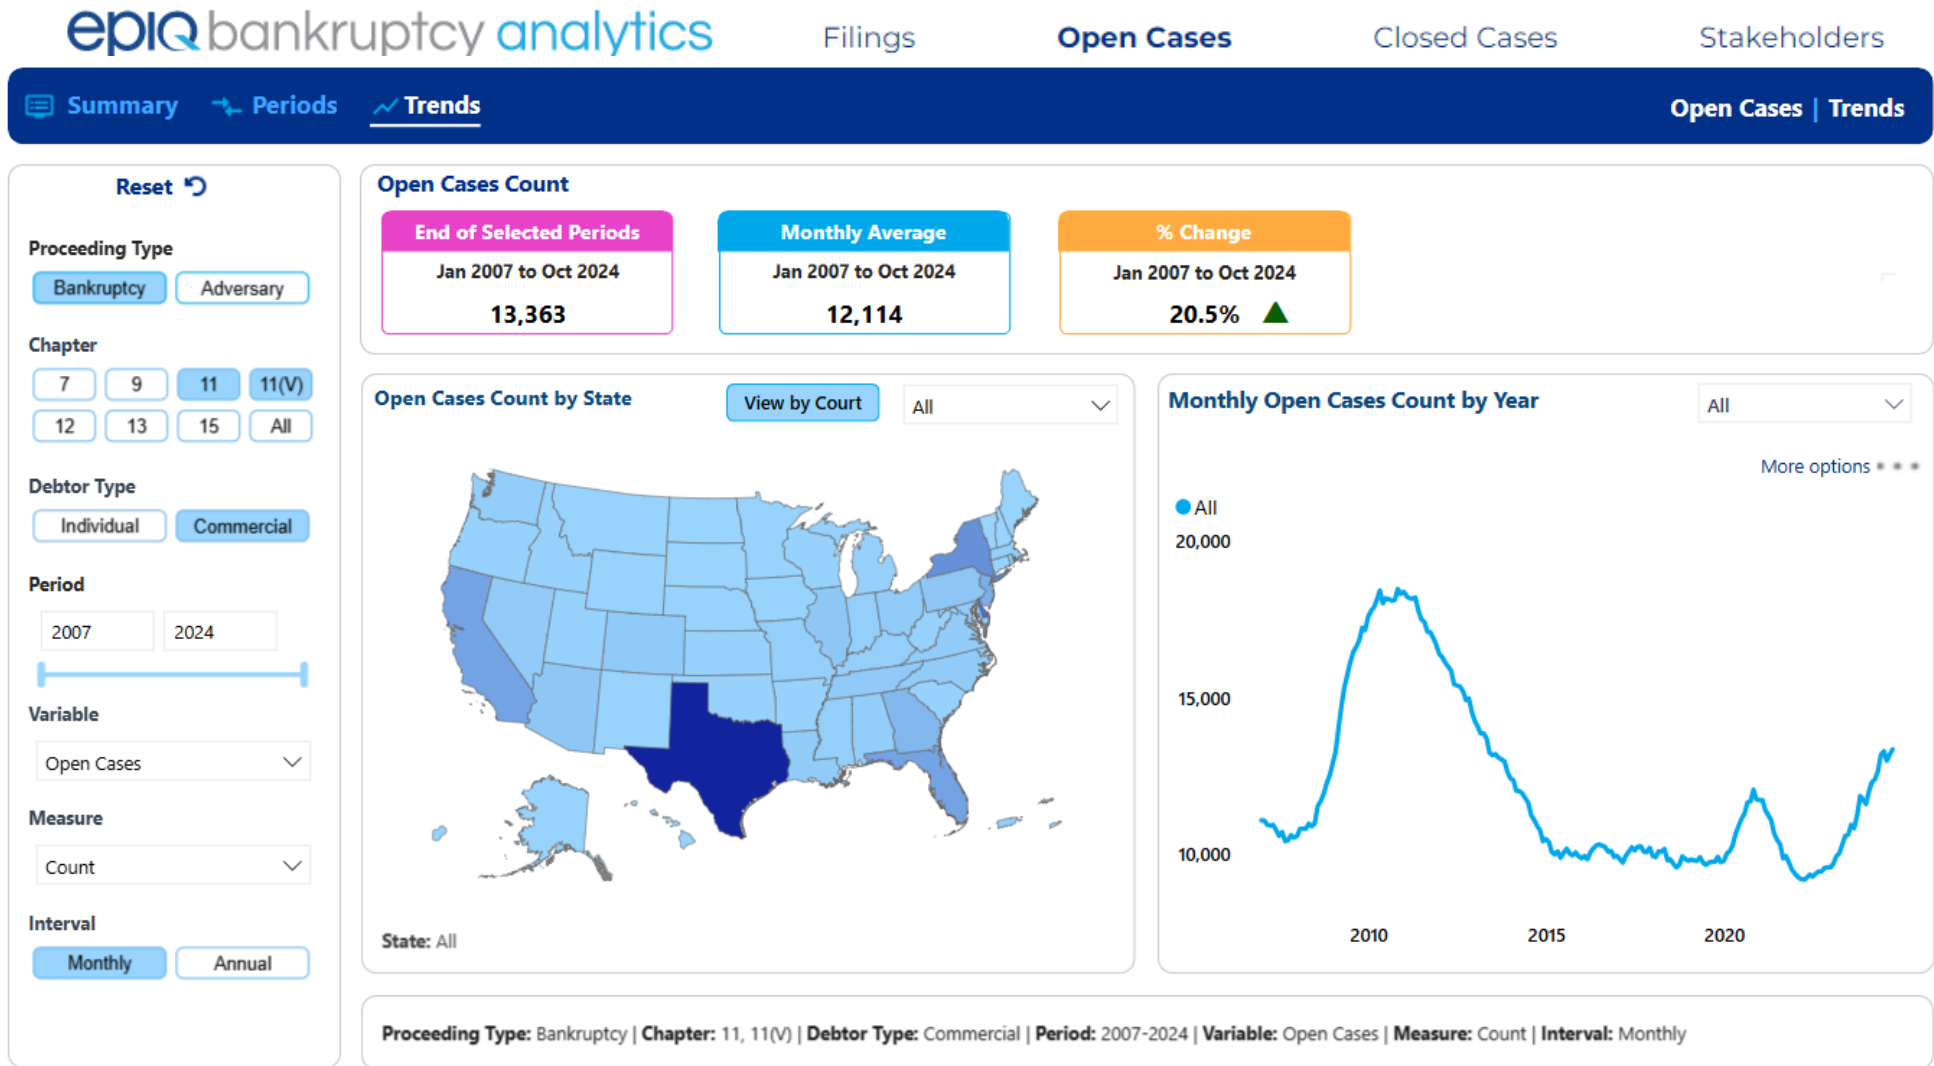 epiq bankruptcy analytics
Filings
Open Cases
Closed Cases
Stakeholders
Summary
Periods
Trends
Open Cases | Trends
Reset
Proceeding Type
Bankruptcy
Adversary
Chapter
7
9
11
11(V)
12
13
15
All
Debtor Type
Individual
Commercial
Period
2007
2024
Variable
Open Cases
Measure
Count
Interval
Monthly
Annual
Open Cases Count
End of Selected Periods
Jan 2007 to Oct 2024
13,363
Monthly Average
Jan 2007 to Oct 2024
12,114
% Change
Jan 2007 to Oct 2024
20.5%
Open Cases Count by State
View by Court
All
State: All
Monthly Open Cases Count by Year
All
More options
All
20,000
15,000
10,000
2010
2015
2020
Proceeding Type: Bankruptcy | Chapter: 11, 11(V) | Debtor Type: Commercial | Period: 2007-2024 | Variable: Open Cases | Measure: Count | Interval: Monthly